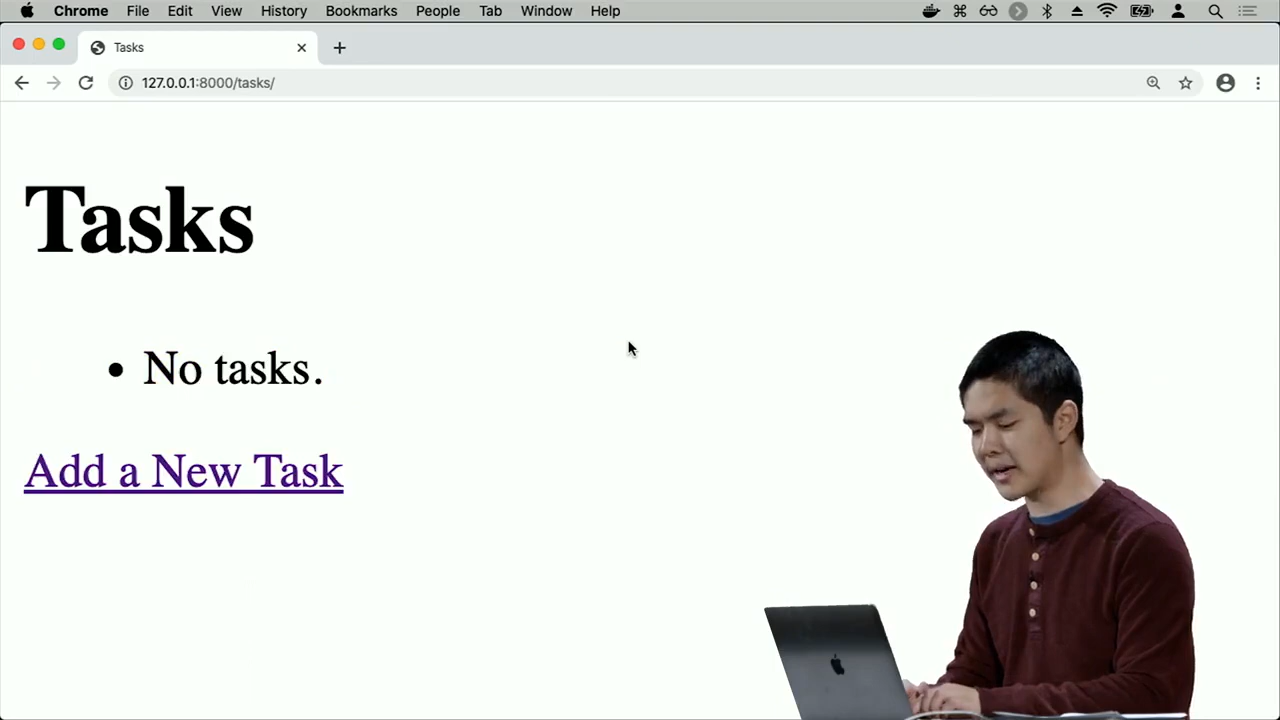 Chrome File Edit View History Bookmarks People Tab Window Help
Tasks
127.0.0.1:8000/tasks/
Tasks
• No tasks.
Add a New Task